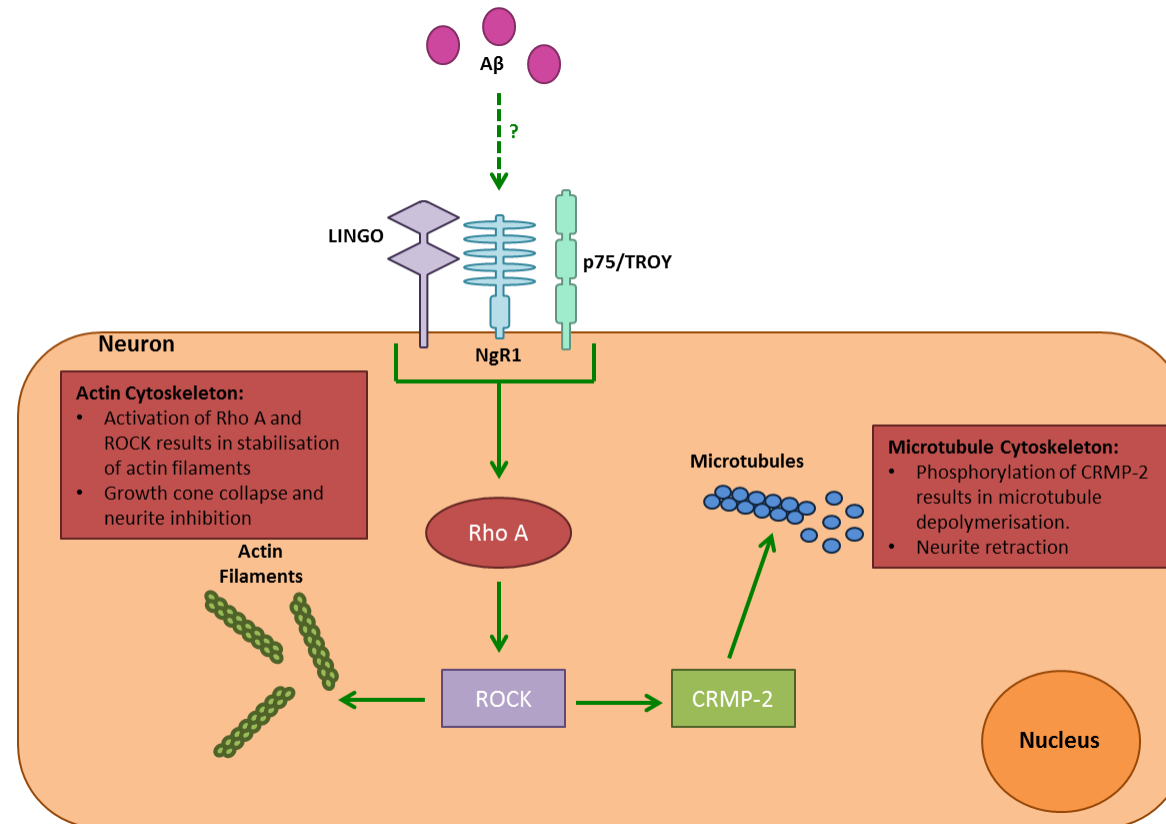 Aβ
?
LINGO
p75/TROY
NgR1
Neuron
Actin Cytoskeleton:
• Activation of Rho A and
ROCK results in stabilisation
of actin filaments
• Growth cone collapse and
neurite inhibition
Microtubules
Microtubule Cytoskeleton:
• Phosphorylation of CRMP-2
results in microtubule
depolymerisation.
• Neurite retraction
Rho A
Actin
Filaments
ROCK
CRMP-2
Nucleus